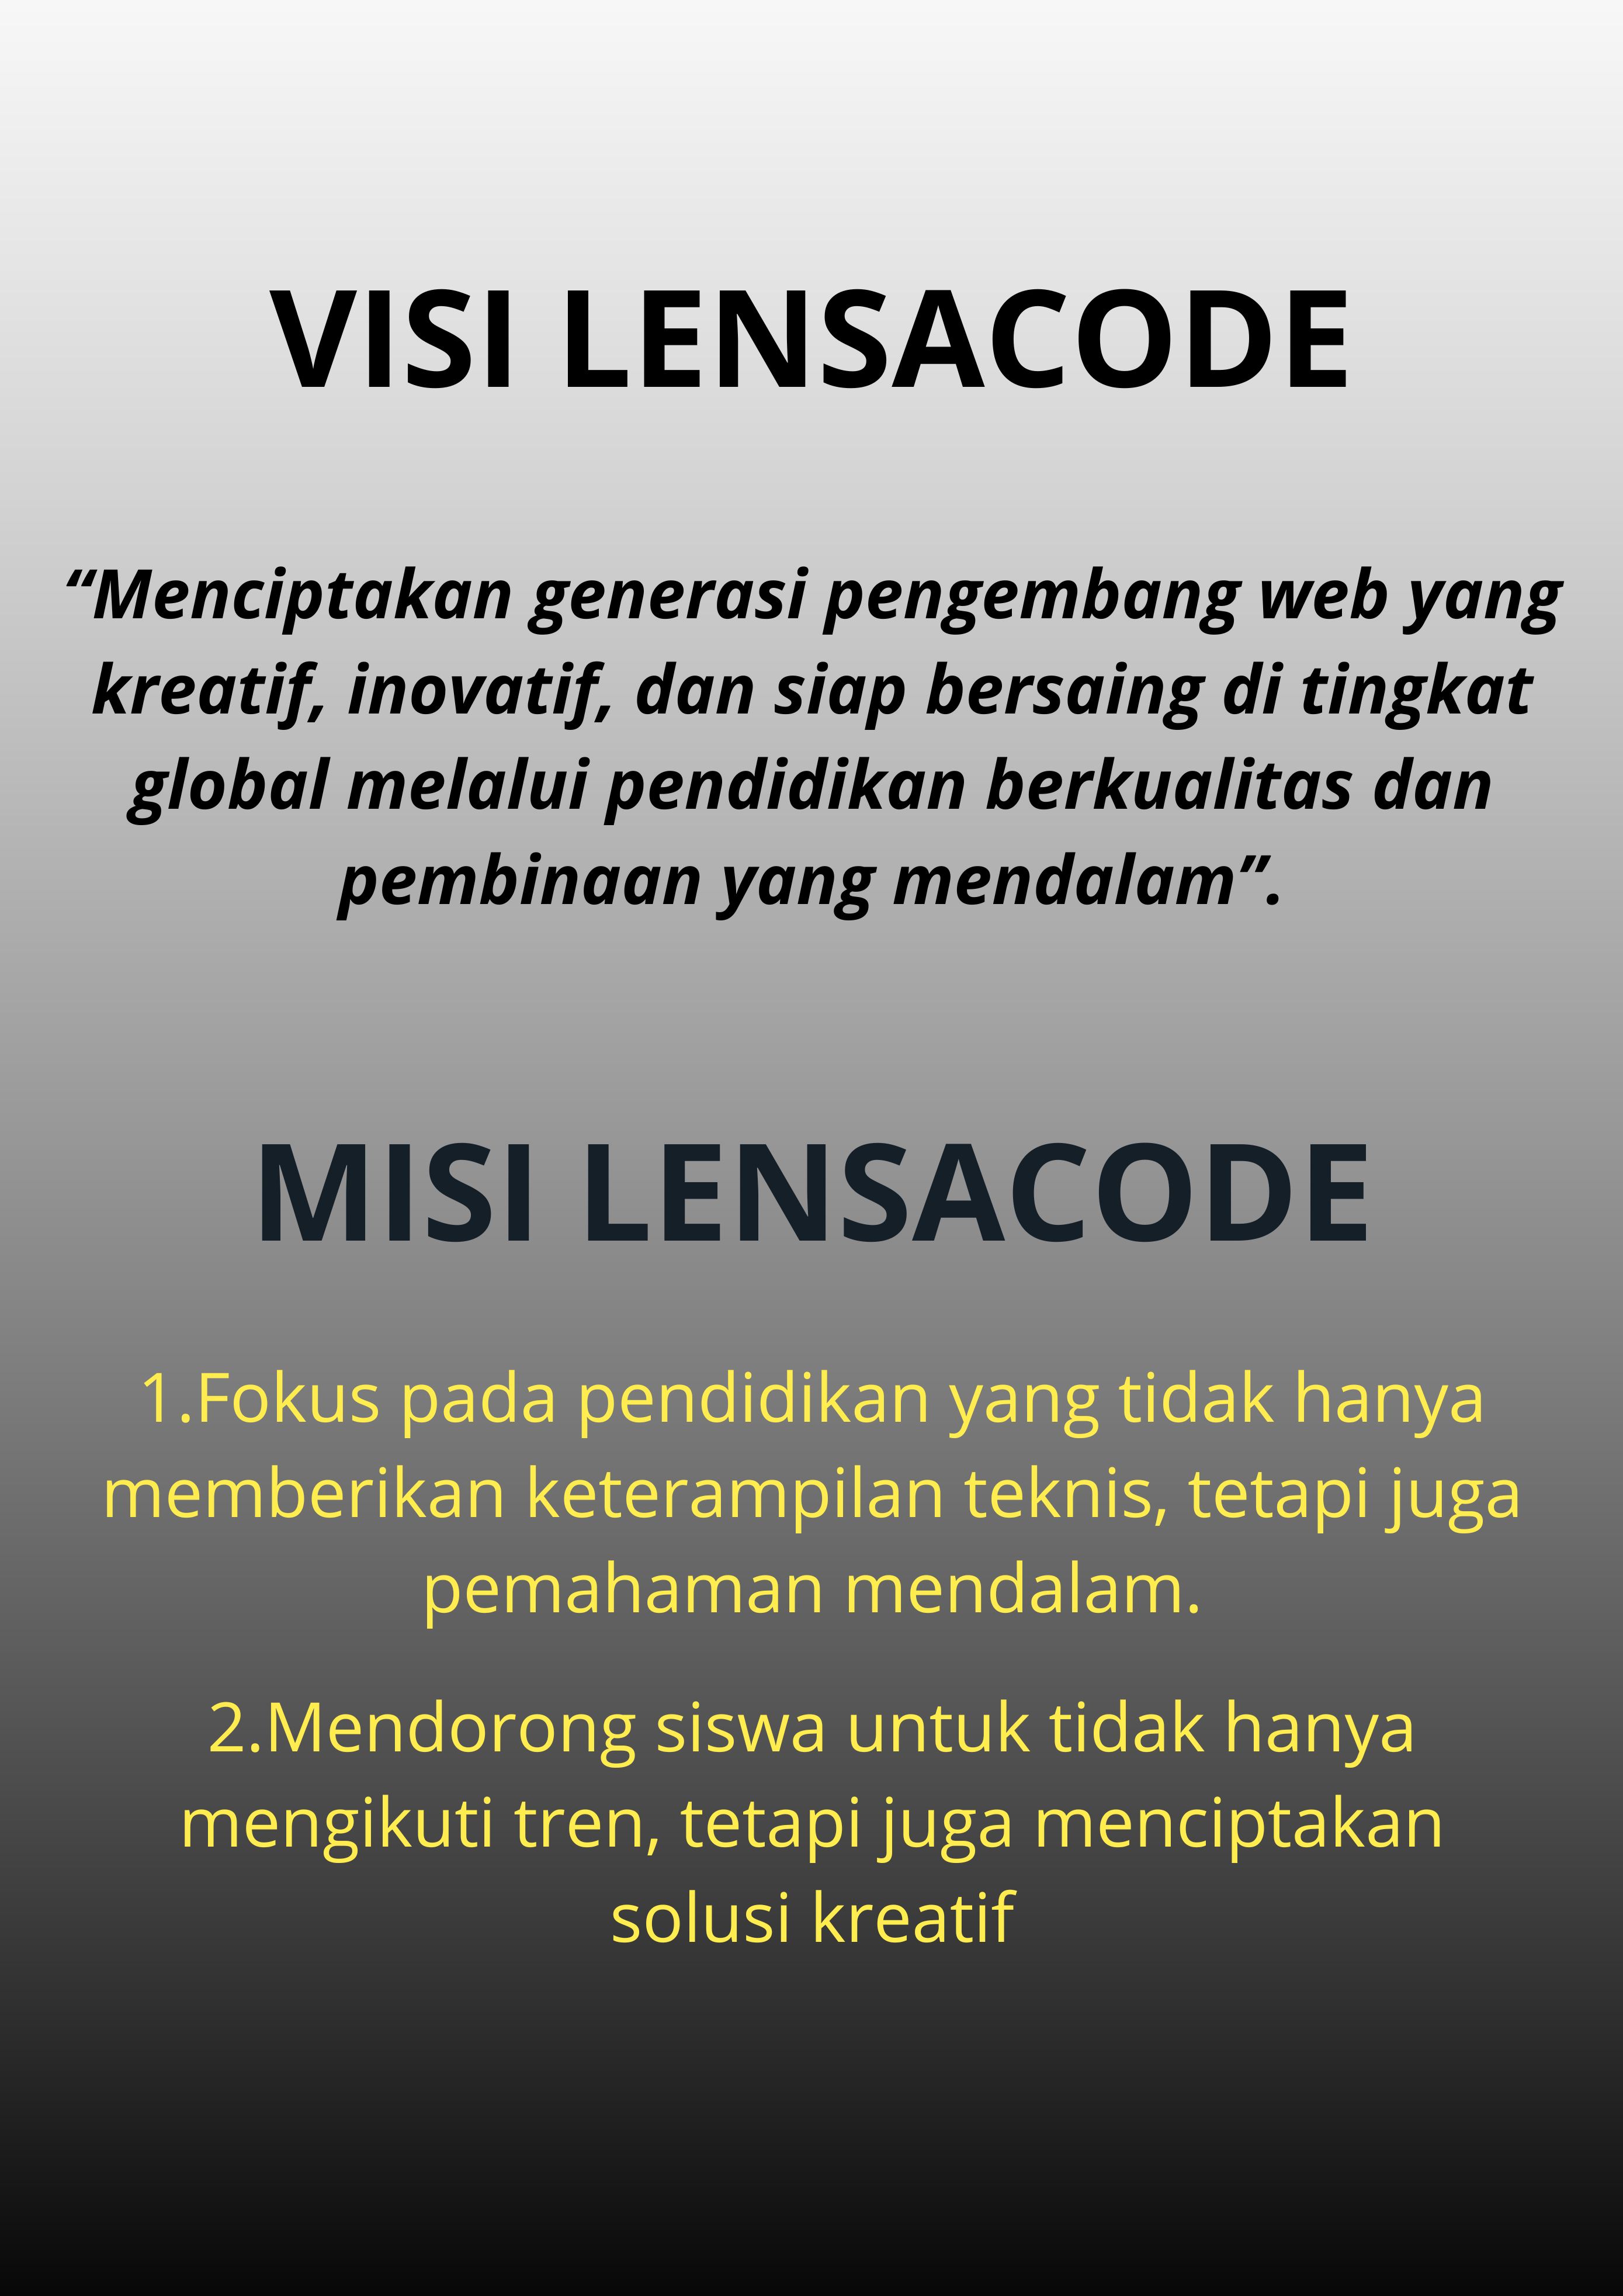 VISI LENSACODE
“Menciptakan generasi pengembang web yang
kreatif, inovatif, dan siap bersaing di tingkat
global melalui pendidikan berkualitas dan
pembinaan yang mendalam”.
MISI LENSACODE
1.Fokus pada pendidikan yang tidak hanya
memberikan keterampilan teknis, tetapi juga
pemahaman mendalam.
2.Mendorong siswa untuk tidak hanya
mengikuti tren, tetapi juga menciptakan
solusi kreatif